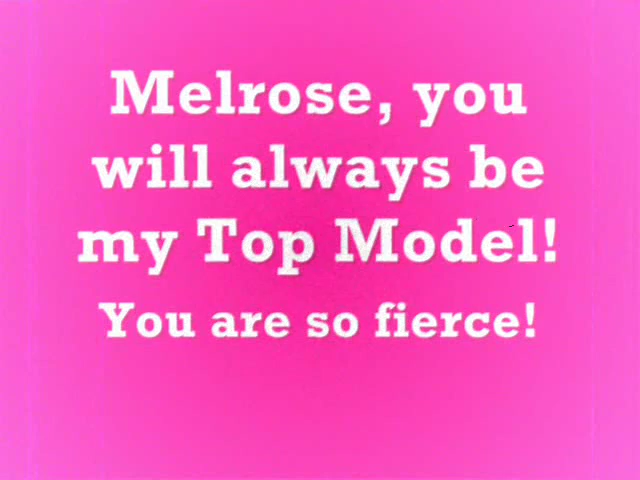 Melrose, you
will always be
my Top Model!
You are so fierce!